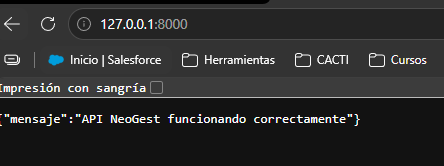 127.0.0.1:8000
Inicio | Salesforce Herramientas CACTI Cursos
Impresión con sangría
{"mensaje":"API NeoGest funcionando correctamente"}